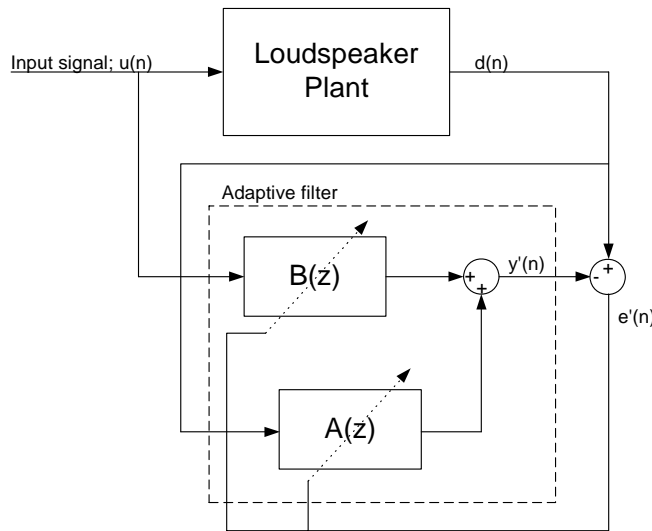 Loudspeaker
Plant
Input signal; u(n)
d(n)
Adaptive filter
B(z)
+
+
y'(n)
-
+
e'(n)
A(z)